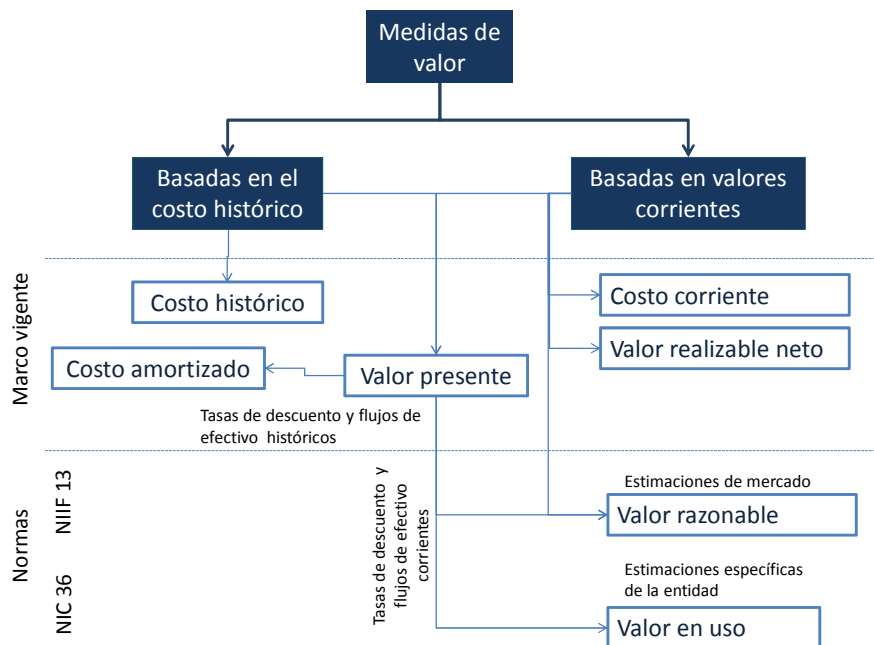 Medidas de
valor
Basadas en el
costo histórico
Basadas en valores
corrientes
Marco vigente
Costo histórico
Costo corriente
Valor realizable neto
Costo amortizado
Valor presente
Tasas de descuento y flujos de
efectivo históricos
Normas
NIIF 13
NIC 36
Tasas de descuento y
flujos de efectivo
corrientes
Estimaciones de mercado
Valor razonable
Estimaciones específicas
de la entidad
Valor en uso